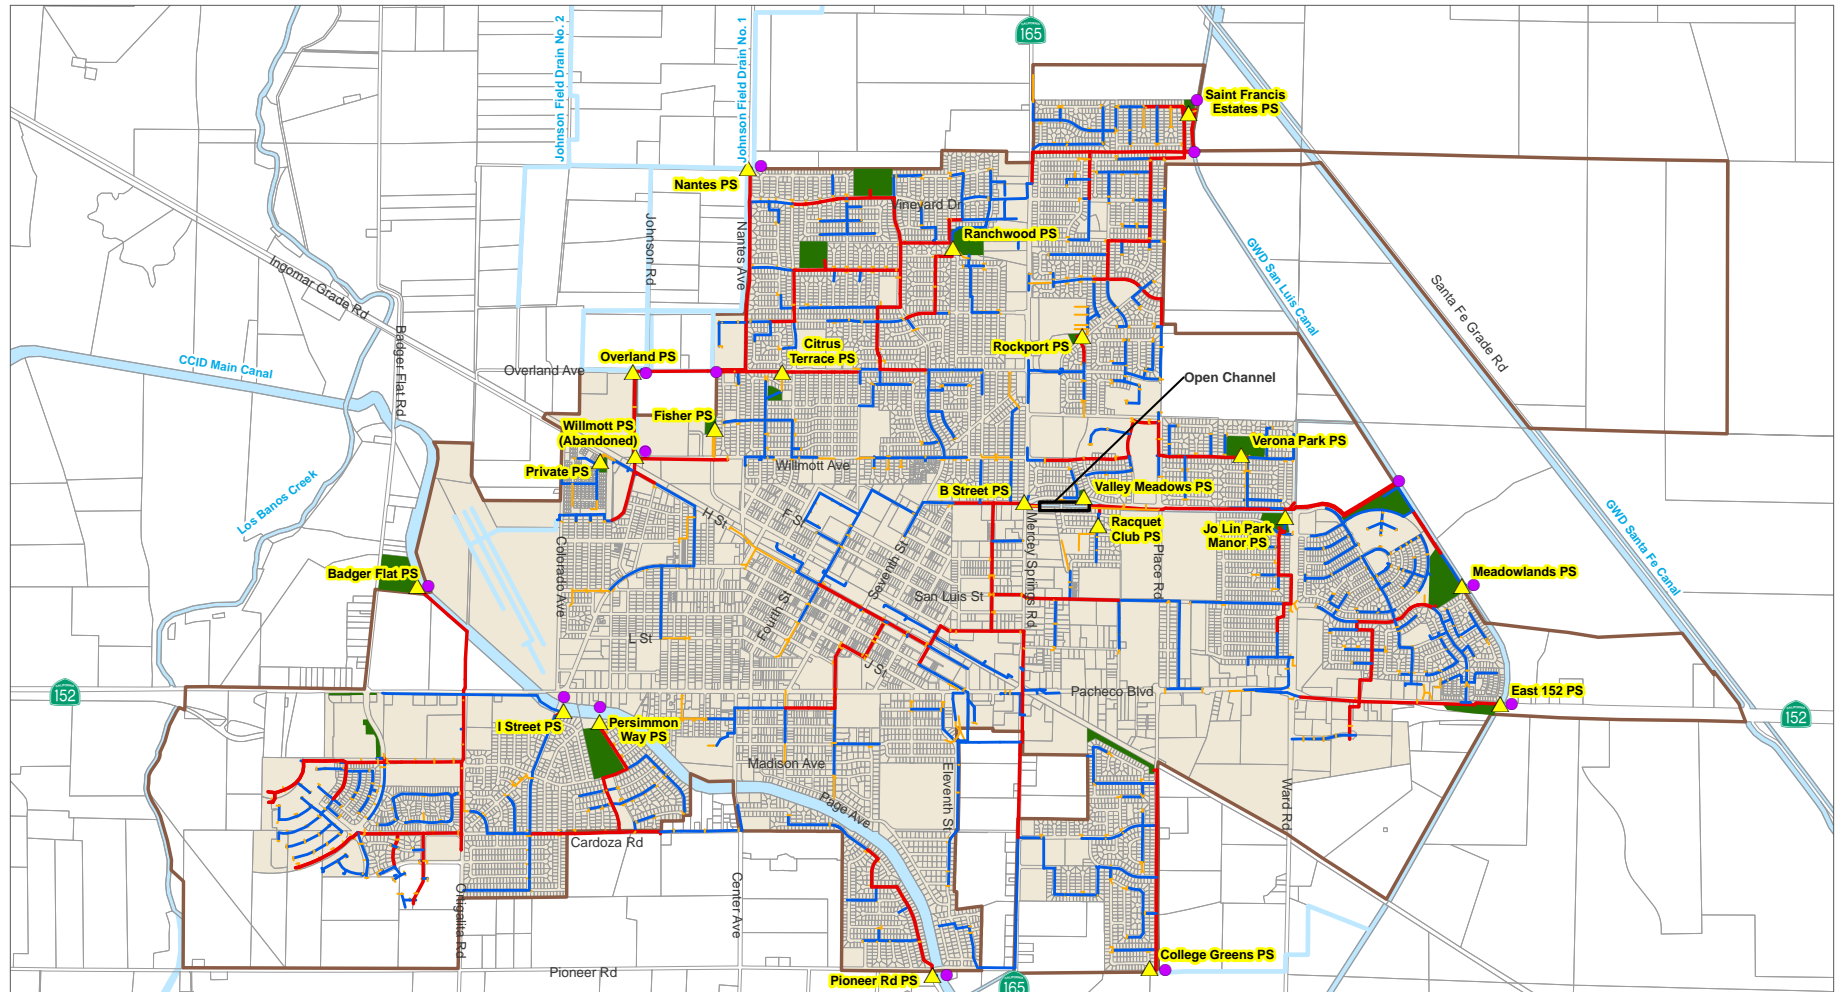 Johnson Field Drain No. 2
Johnson Field Drain No. 1
CALIFORNIA
165
Saint Francis
Estates PS
Nantes PS
Vineyard Dr
Ranchwood PS
Johnson Rd
Nantes Ave
GWD San Luis Canal
Santa Fe Grade Rd
Ingomar Grade Rd
Badger Flat Rd
CCID Main Canal
Overland PS
Overland Ave
Citrus
Terrace PS
Rockport PS
Open Channel
Fisher PS
Willmott PS
(Abandoned)
Private PS
Willmott Ave
Verona Park PS
Los Banos Creek
B Street PS
Valley Meadows PS
GWD Santa Fe Canal
H St
F St
Racquet
Club PS
Jo Lin Park
Manor PS
Mercey Springs Rd
Place Rd
Colorado Ave
Seventh St
Badger Flat PS
Meadowlands PS
San Luis St
Fourth St
L St
J St
152
Pacheco Blvd
East 152 PS
152
I Street PS
Persimmon
Way PS
Madison Ave
Eleventh St
Page Ave
Ward Rd
Cardoza Rd
Center Ave
Ortigalita Rd
College Greens PS
Pioneer Rd
Pioneer Rd PS
165